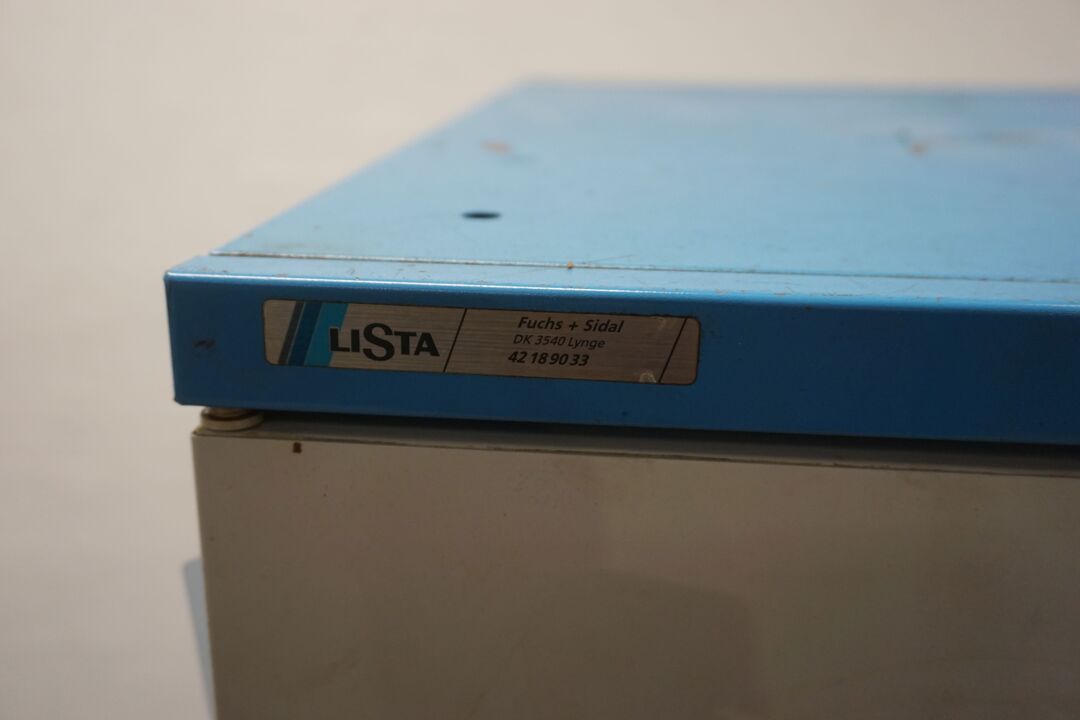 LISTA
Fuchs + Sidal
DK 3540 Lynge
42 18 90 33